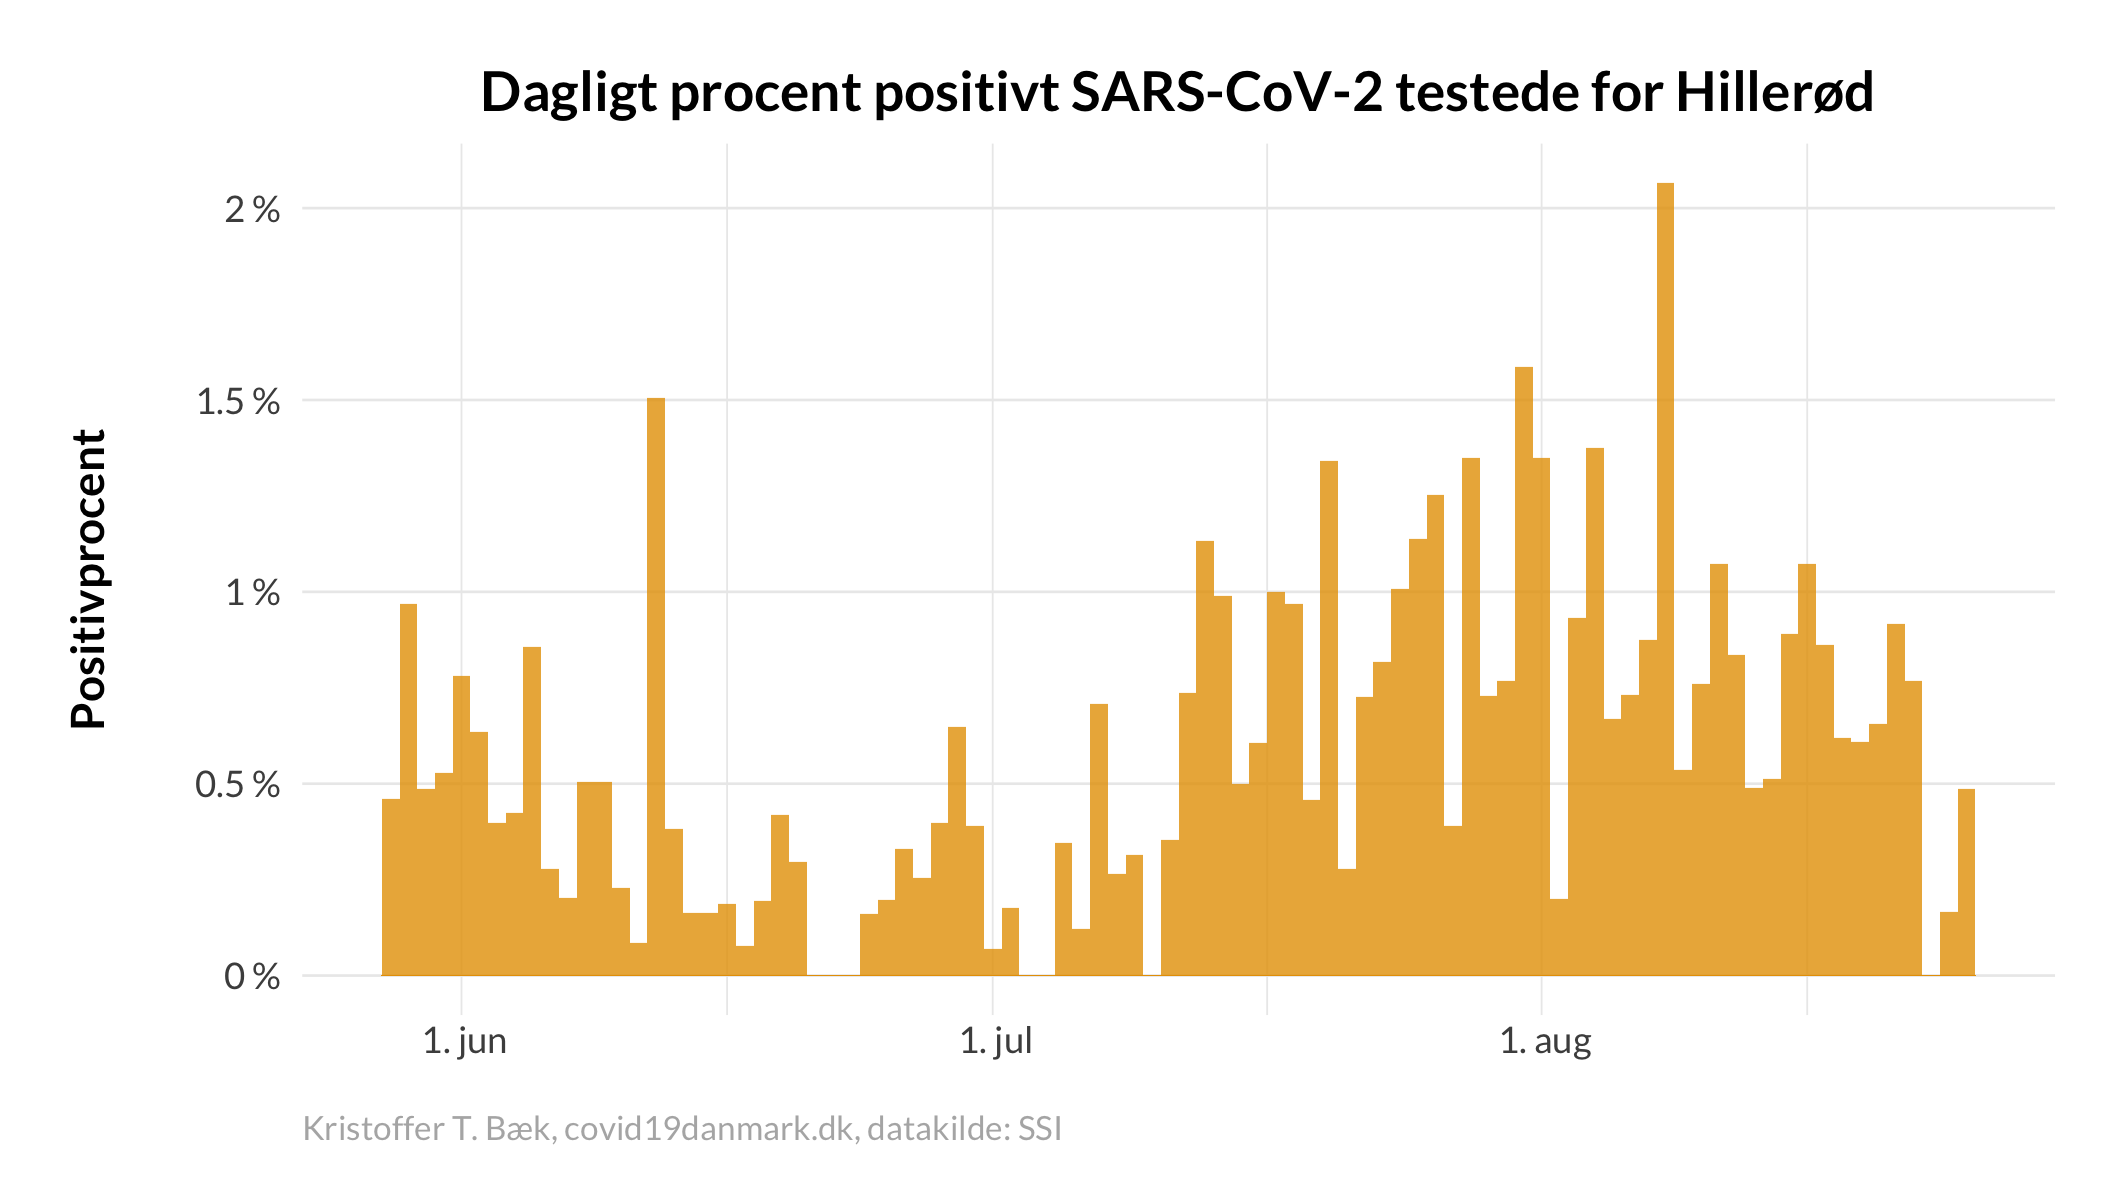 Dagligt procent positivt SARS-CoV-2 testede for Hillerød
Positivprocent
2 %
1.5 %
1 %
0.5 %
0 %
1. jun
1. jul
1. aug
Kristoffer T. Bæk, covid19danmark.dk, datakilde: SSI